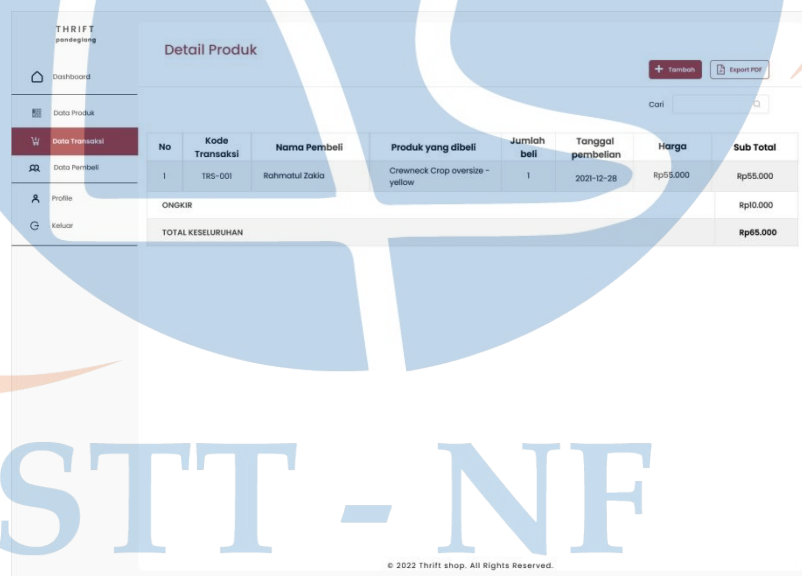 THRIFT
pandeglang
Detail Produk
+ Tambah
Export PDF
Dashboard
Cari
Data Produk
Data Transaksi
Data Pembeli
Profile
Keluar
No Kode Transaksi Nama Pembeli Produk yang dibeli Jumlah beli Tanggal pembelian Harga Sub Total
1 TRS-001 Rahmatul Zakia Crewneck Crop oversize - yellow 1 2021-12-28 Rp55.000 Rp55.000
ONGKIR Rp10.000
TOTAL KESELURUHAN Rp65.000
STT - NF
© 2022 Thrift shop. All Rights Reserved.